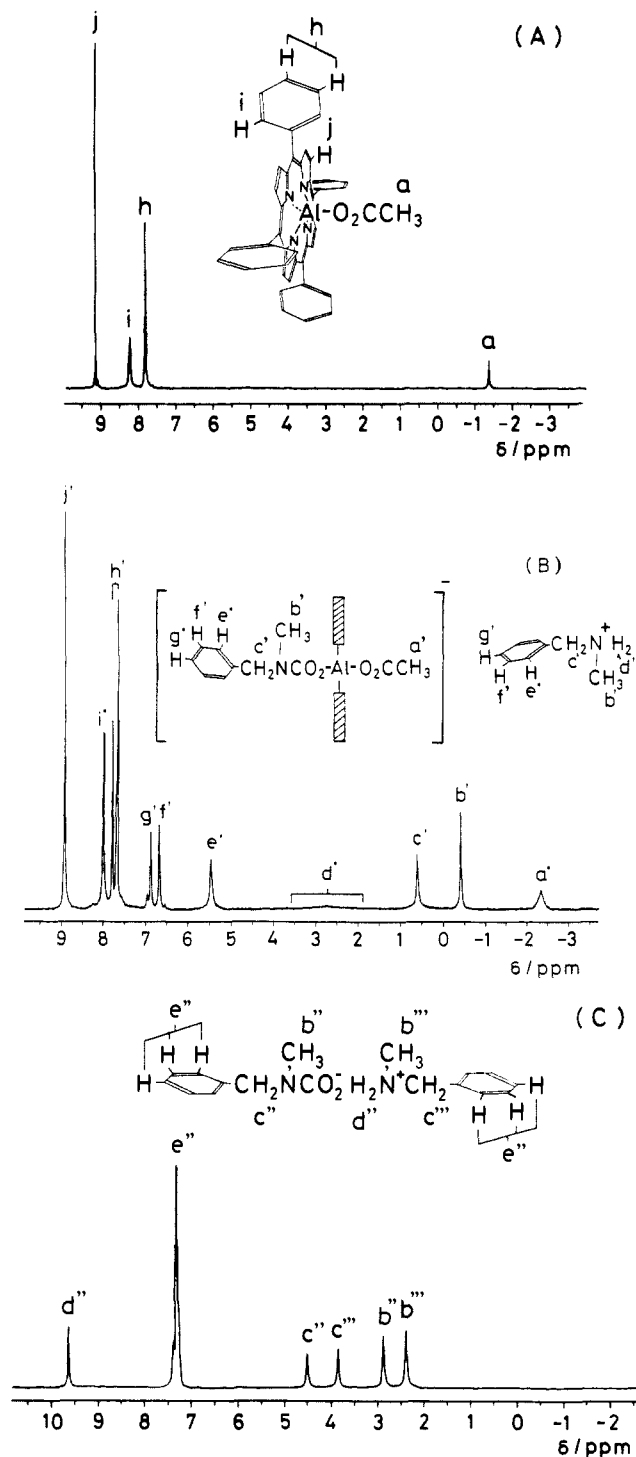 j
(A)
h
H
H
i
H
j
H
h
N
N
N
N
Al-O₂CCH₃
a
i
a
9 8 7 6 5 4 3 2 1 0 -1 -2 -3
δ/ppm
j'
(B)
h'
b'
CH₃
f' e'
g' H H
H
c'
CH₂NCO₂-Al-O₂CCH₃
a'
-
g'
H
H
f'
H
e'
CH₂N⁺H₂
c'
d'
CH₃
b'
i'
g' f'
e'
d'
c'
b'
a'
9 8 7 6 5 4 3 2 1 0 -1 -2 -3
δ/ppm
(C)
e''
b''
b'''
H H H
CH₃
CH₃
CH₂NCO₂⁻ H₂N⁺CH₂
H
c''
d''
c'''
H H
e''
e''
d''
c'' c''' b'' b'''
10 9 8 7 6 5 4 3 2 1 0 -1 -2
δ/ppm